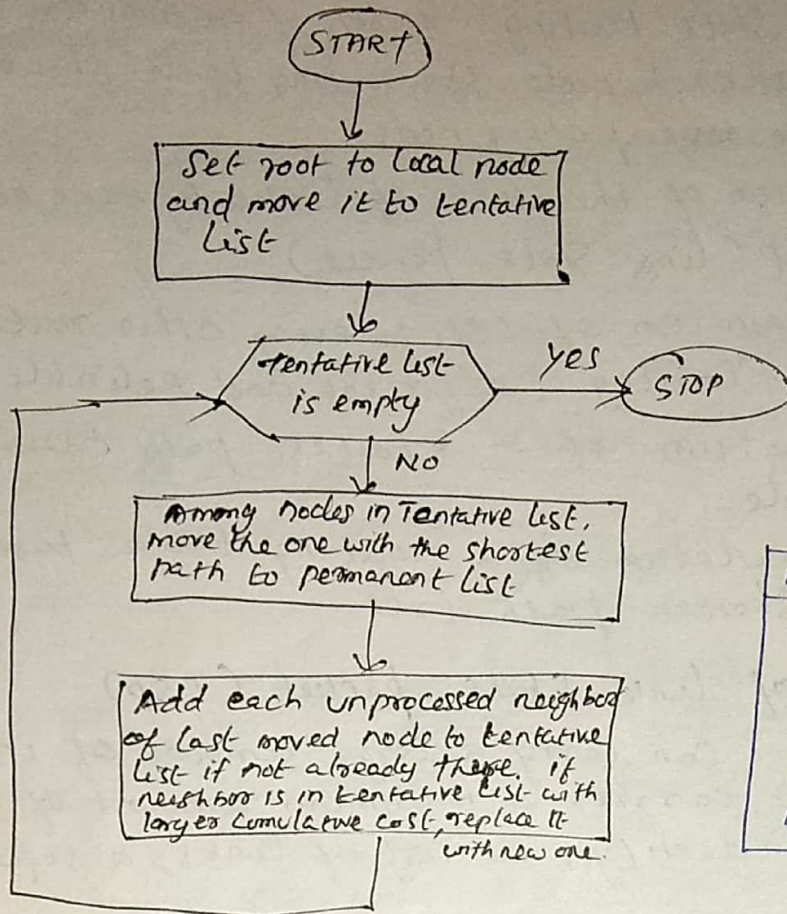 START
Set root to local node
and move it to tentative
list
tentative list
is empty
yes
STOP
NO
Among nodes in Tentative list,
move the one with the shortest
path to permanent list
Add each unprocessed neighbor
of last moved node to tentative
list if not already there. if
neighbor is in tentative list with
larger cumulative cost, replace it
with new one.